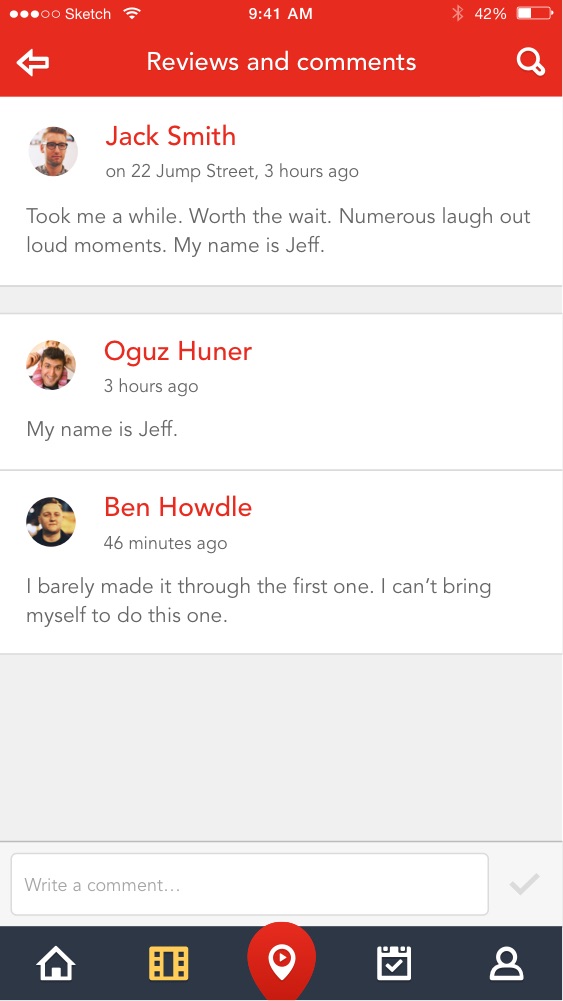 Sketch 9:41 AM 42%
Reviews and comments
Jack Smith
on 22 Jump Street, 3 hours ago
Took me a while. Worth the wait. Numerous laugh out
loud moments. My name is Jeff.
Oguz Huner
3 hours ago
My name is Jeff.
Ben Howdle
46 minutes ago
I barely made it through the first one. I can’t bring
myself to do this one.
Write a comment...